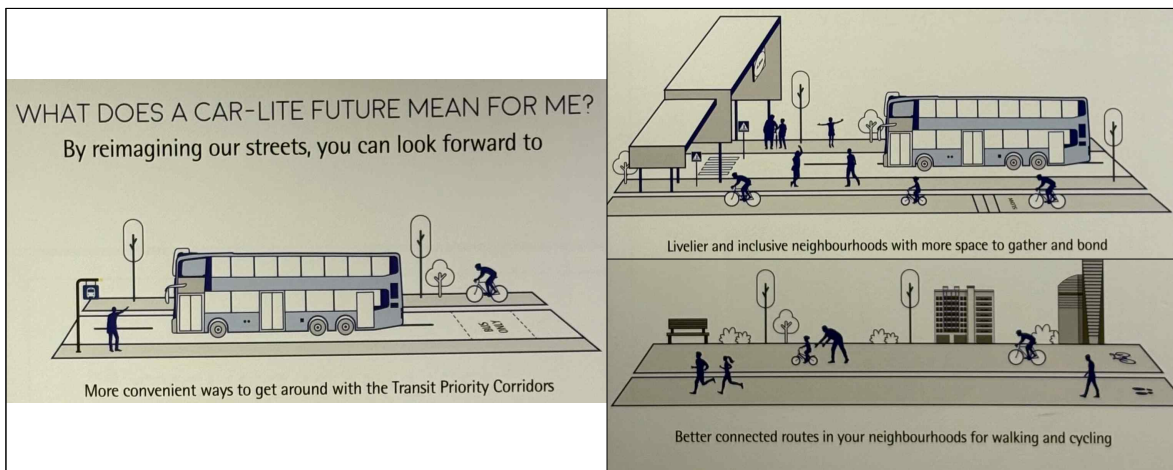 WHAT DOES A CAR-LITE FUTURE MEAN FOR ME?
By reimagining our streets, you can look forward to
BUS
ONLY
More convenient ways to get around with the Transit Priority Corridors
Livelier and inclusive neighbourhoods with more space to gather and bond
Better connected routes in your neighbourhoods for walking and cycling